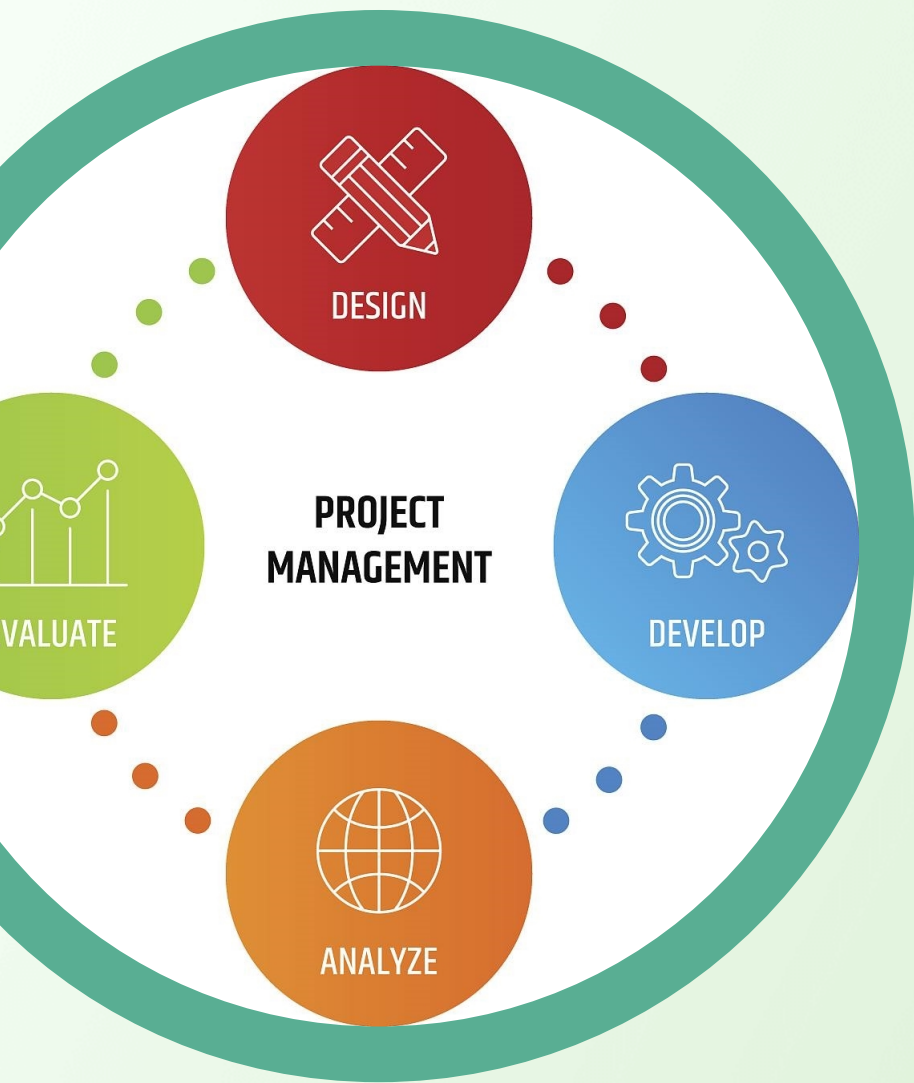 DESIGN
PROJECT
MANAGEMENT
VALUATE
DEVELOP
ANALYZE